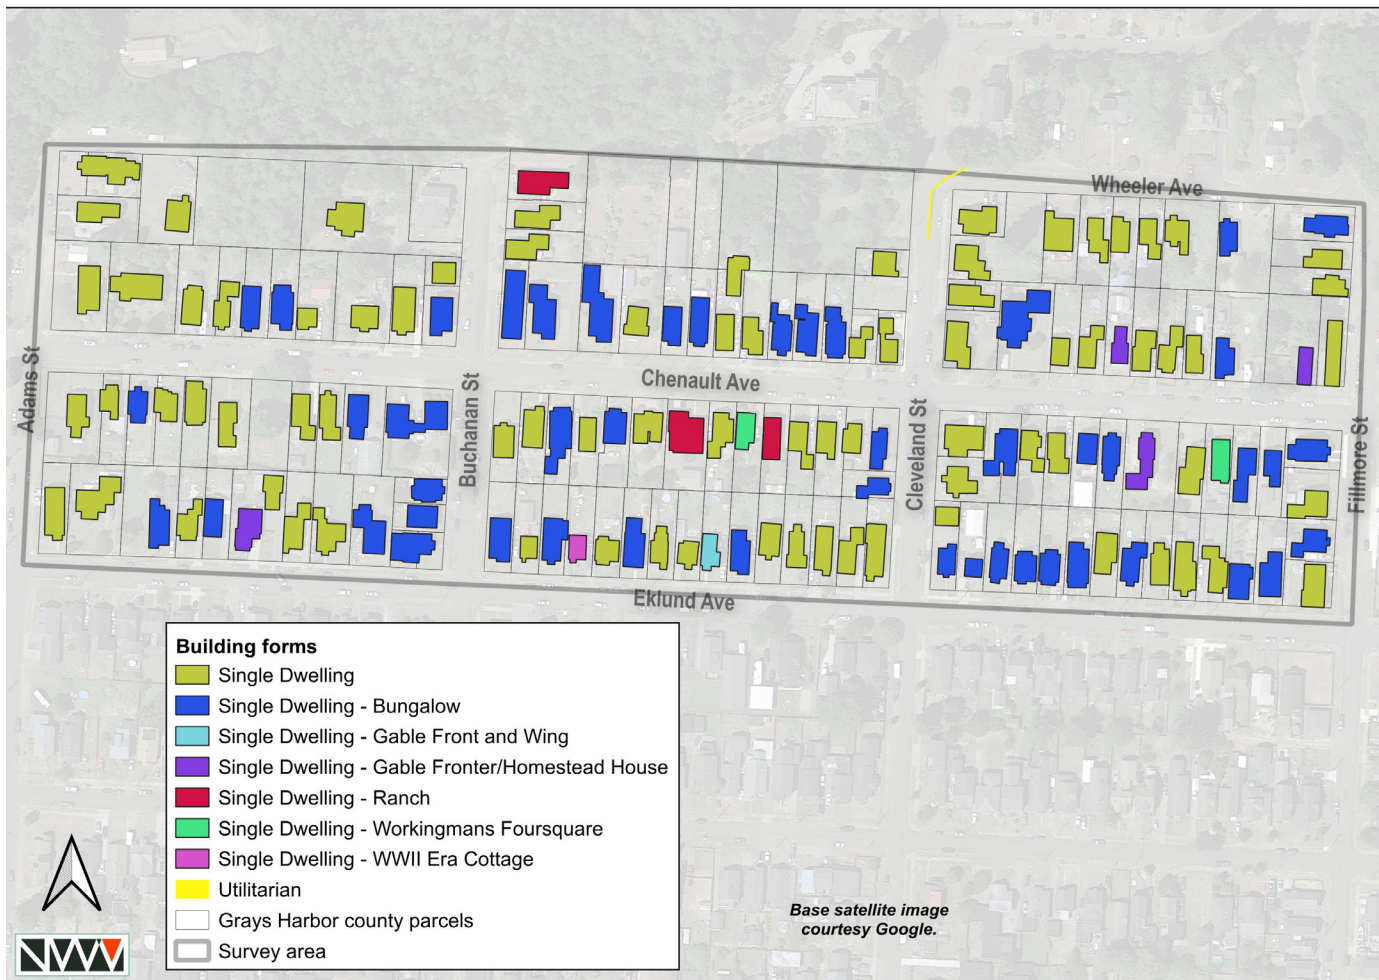 Wheeler Ave
Chenault Ave
Adams St
Buchanan St
Cleveland St
Fillmore St
Eklund Ave
Building forms
Single Dwelling
Single Dwelling - Bungalow
Single Dwelling - Gable Front and Wing
Single Dwelling - Gable Fronter/Homestead House
Single Dwelling - Ranch
Single Dwelling - Workingmans Foursquare
Single Dwelling - WWII Era Cottage
Utilitarian
Grays Harbor county parcels
Survey area
Base satellite image
courtesy Google.
NWV